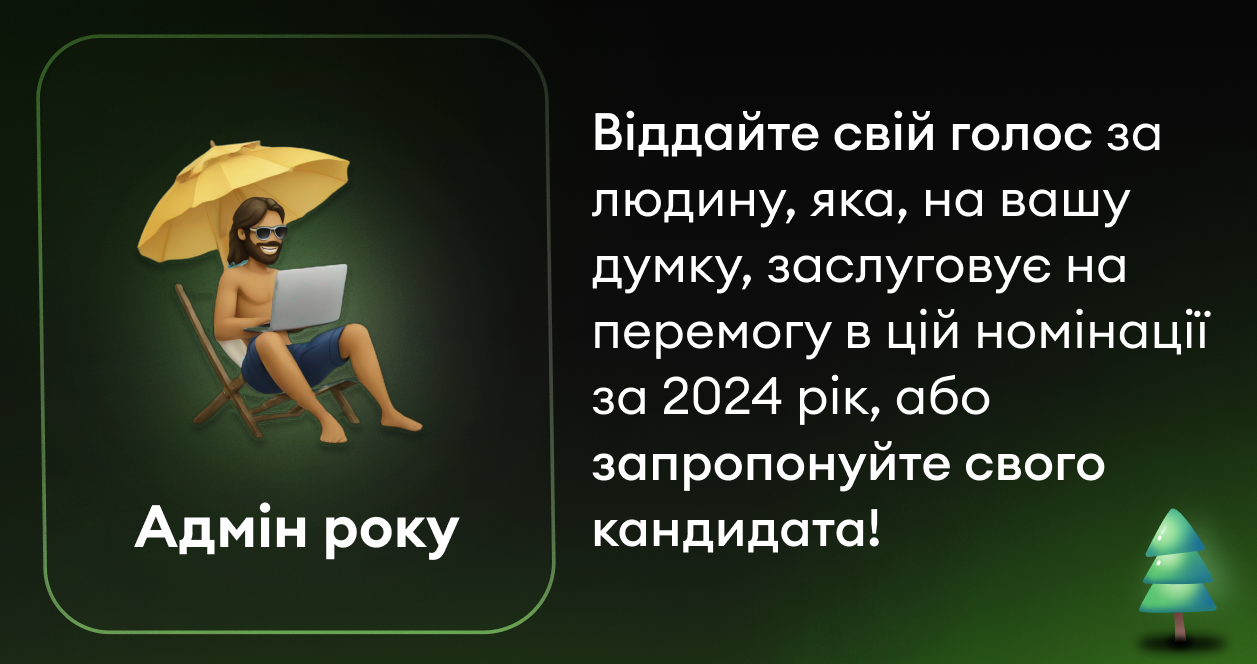 Віддайте свій голос за
людину, яка, на вашу
думку, заслуговує на
перемогу в цій номінації
за 2024 рік, або
запропонуйте свого
кандидата!
Адмін року